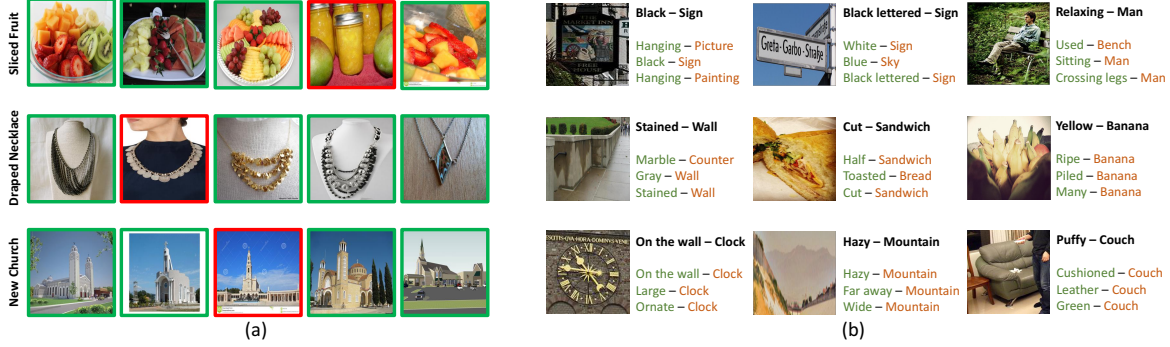 Sliced Fruit
Draped Necklace
New Church
(a)
Black – Sign
Hanging – Picture
Black – Sign
Hanging – Painting
Black lettered – Sign
White – Sign
Blue – Sky
Black lettered – Sign
Greta-Garbo-Straße
Relaxing – Man
Used – Bench
Sitting – Man
Crossing legs – Man
Stained – Wall
Marble – Counter
Gray – Wall
Stained – Wall
Cut – Sandwich
Half – Sandwich
Toasted – Bread
Cut – Sandwich
Yellow – Banana
Ripe – Banana
Piled – Banana
Many – Banana
On the wall – Clock
On the wall – Clock
Large – Clock
Ornate – Clock
Hazy – Mountain
Hazy – Mountain
Far away – Mountain
Wide – Mountain
Puffy – Couch
Cushioned – Couch
Leather – Couch
Green – Couch
(b)